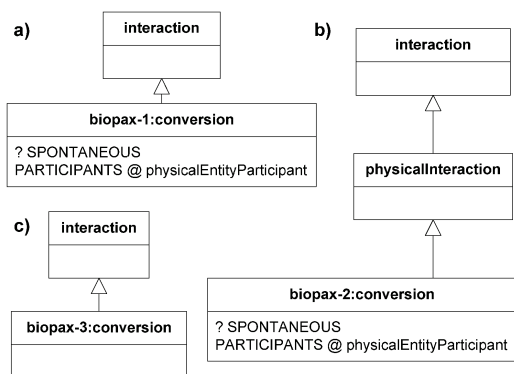 a)
interaction
biopax-1:conversion
? SPONTANEOUS
PARTICIPANTS @ physicalEntityParticipant
b)
interaction
physicalInteraction
biopax-2:conversion
? SPONTANEOUS
PARTICIPANTS @ physicalEntityParticipant
c)
interaction
biopax-3:conversion